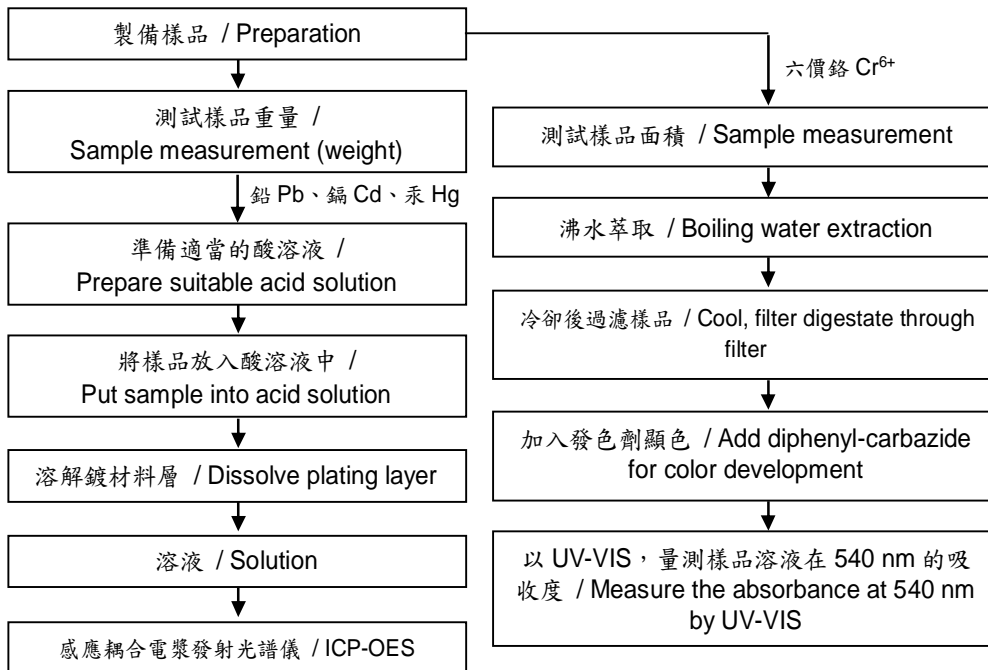 製備樣品 / Preparation
測試樣品重量 /
Sample measurement (weight)
鉛 Pb、鎘 Cd、汞 Hg
準備適當的酸溶液 /
Prepare suitable acid solution
將樣品放入酸溶液中 /
Put sample into acid solution
溶解鍍材料層 / Dissolve plating layer
溶液 / Solution
感應耦合電漿發射光譜儀 / ICP-OES
六價鉻 Cr⁶⁺
測試樣品面積 / Sample measurement
沸水萃取 / Boiling water extraction
冷卻後過濾樣品 / Cool, filter digestate through
filter
加入發色劑顯色 / Add diphenyl-carbazide
for color development
以 UV-VIS，量測樣品溶液在 540 nm 的吸
收度 / Measure the absorbance at 540 nm
by UV-VIS